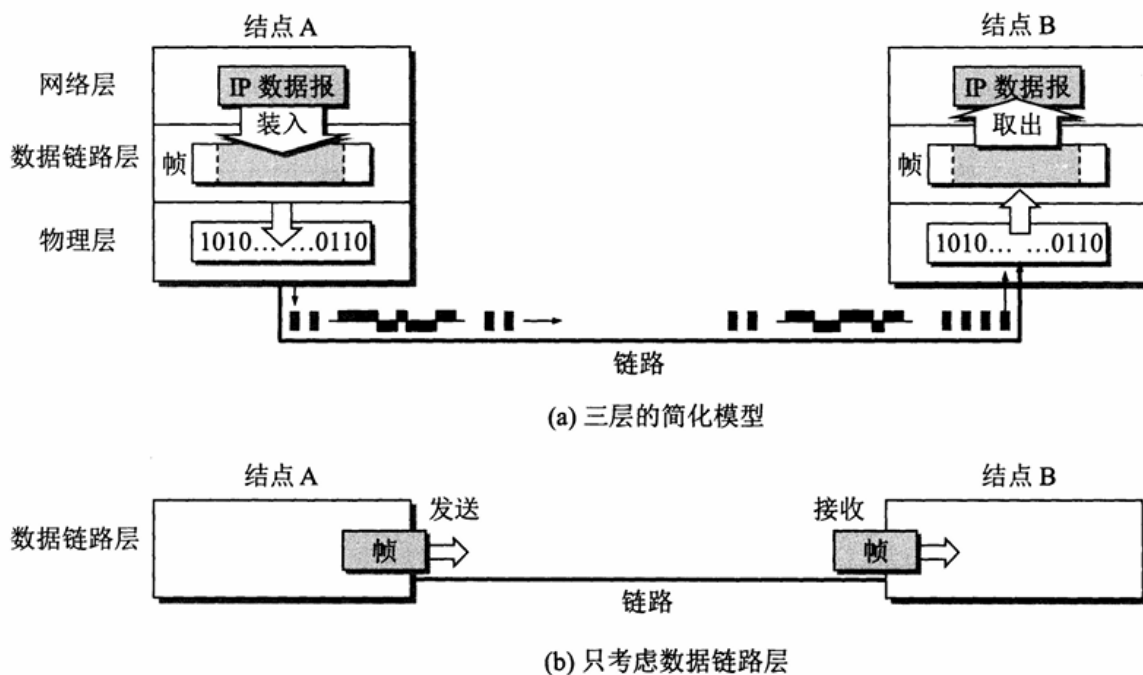 结点 A
结点 B
网络层
IP 数据报
IP 数据报
装入
取出
数据链路层
帧
帧
物理层
1010… …0110
1010… …0110
链路
(a) 三层的简化模型
结点 A
结点 B
数据链路层
发送
接收
帧
帧
链路
(b) 只考虑数据链路层